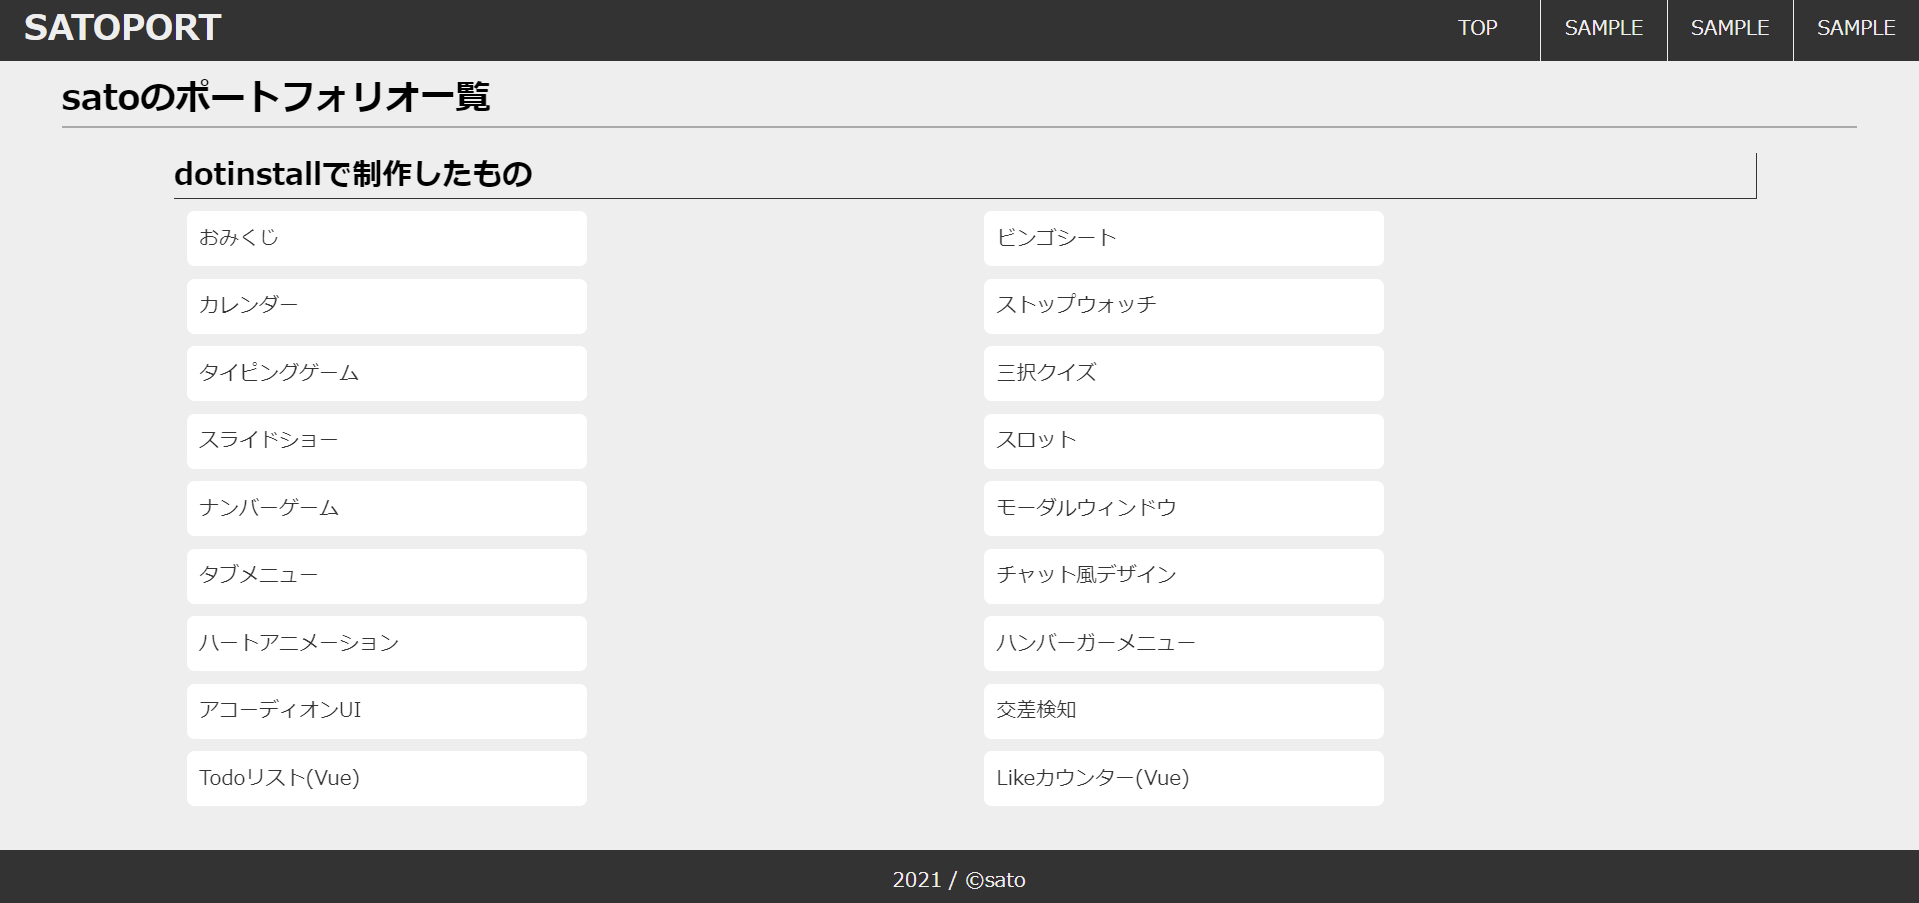 SATOPORT
TOP SAMPLE SAMPLE SAMPLE
satoのポートフォリオ一覧
dotinstallで制作したもの
おみくじ ビンゴシート
カレンダー ストップウォッチ
タイピングゲーム 三択クイズ
スライドショー スロット
ナンバーゲーム モーダルウィンドウ
タブメニュー チャット風デザイン
ハートアニメーション ハンバーガーメニュー
アコーディオンUI 交差検知
Todoリスト(Vue) Likeカウンター(Vue)
2021 / ©sato